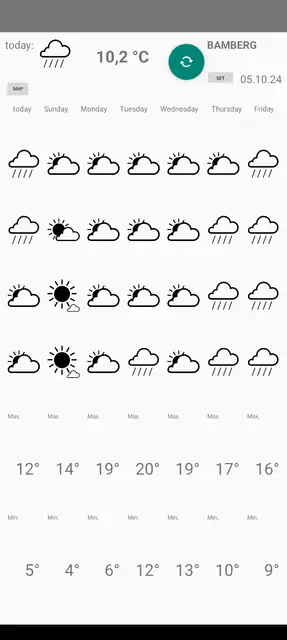 today: 10,2 °C BAMBERG
SET 05.10.24
MAP
today Sunday Monday Tuesday Wednesday Thursday Friday
Max. Max. Max. Max. Max. Max. Max.
12° 14° 19° 20° 19° 17° 16°
Min. Min. Min. Min. Min. Min. Min.
5° 4° 6° 12° 13° 10° 9°